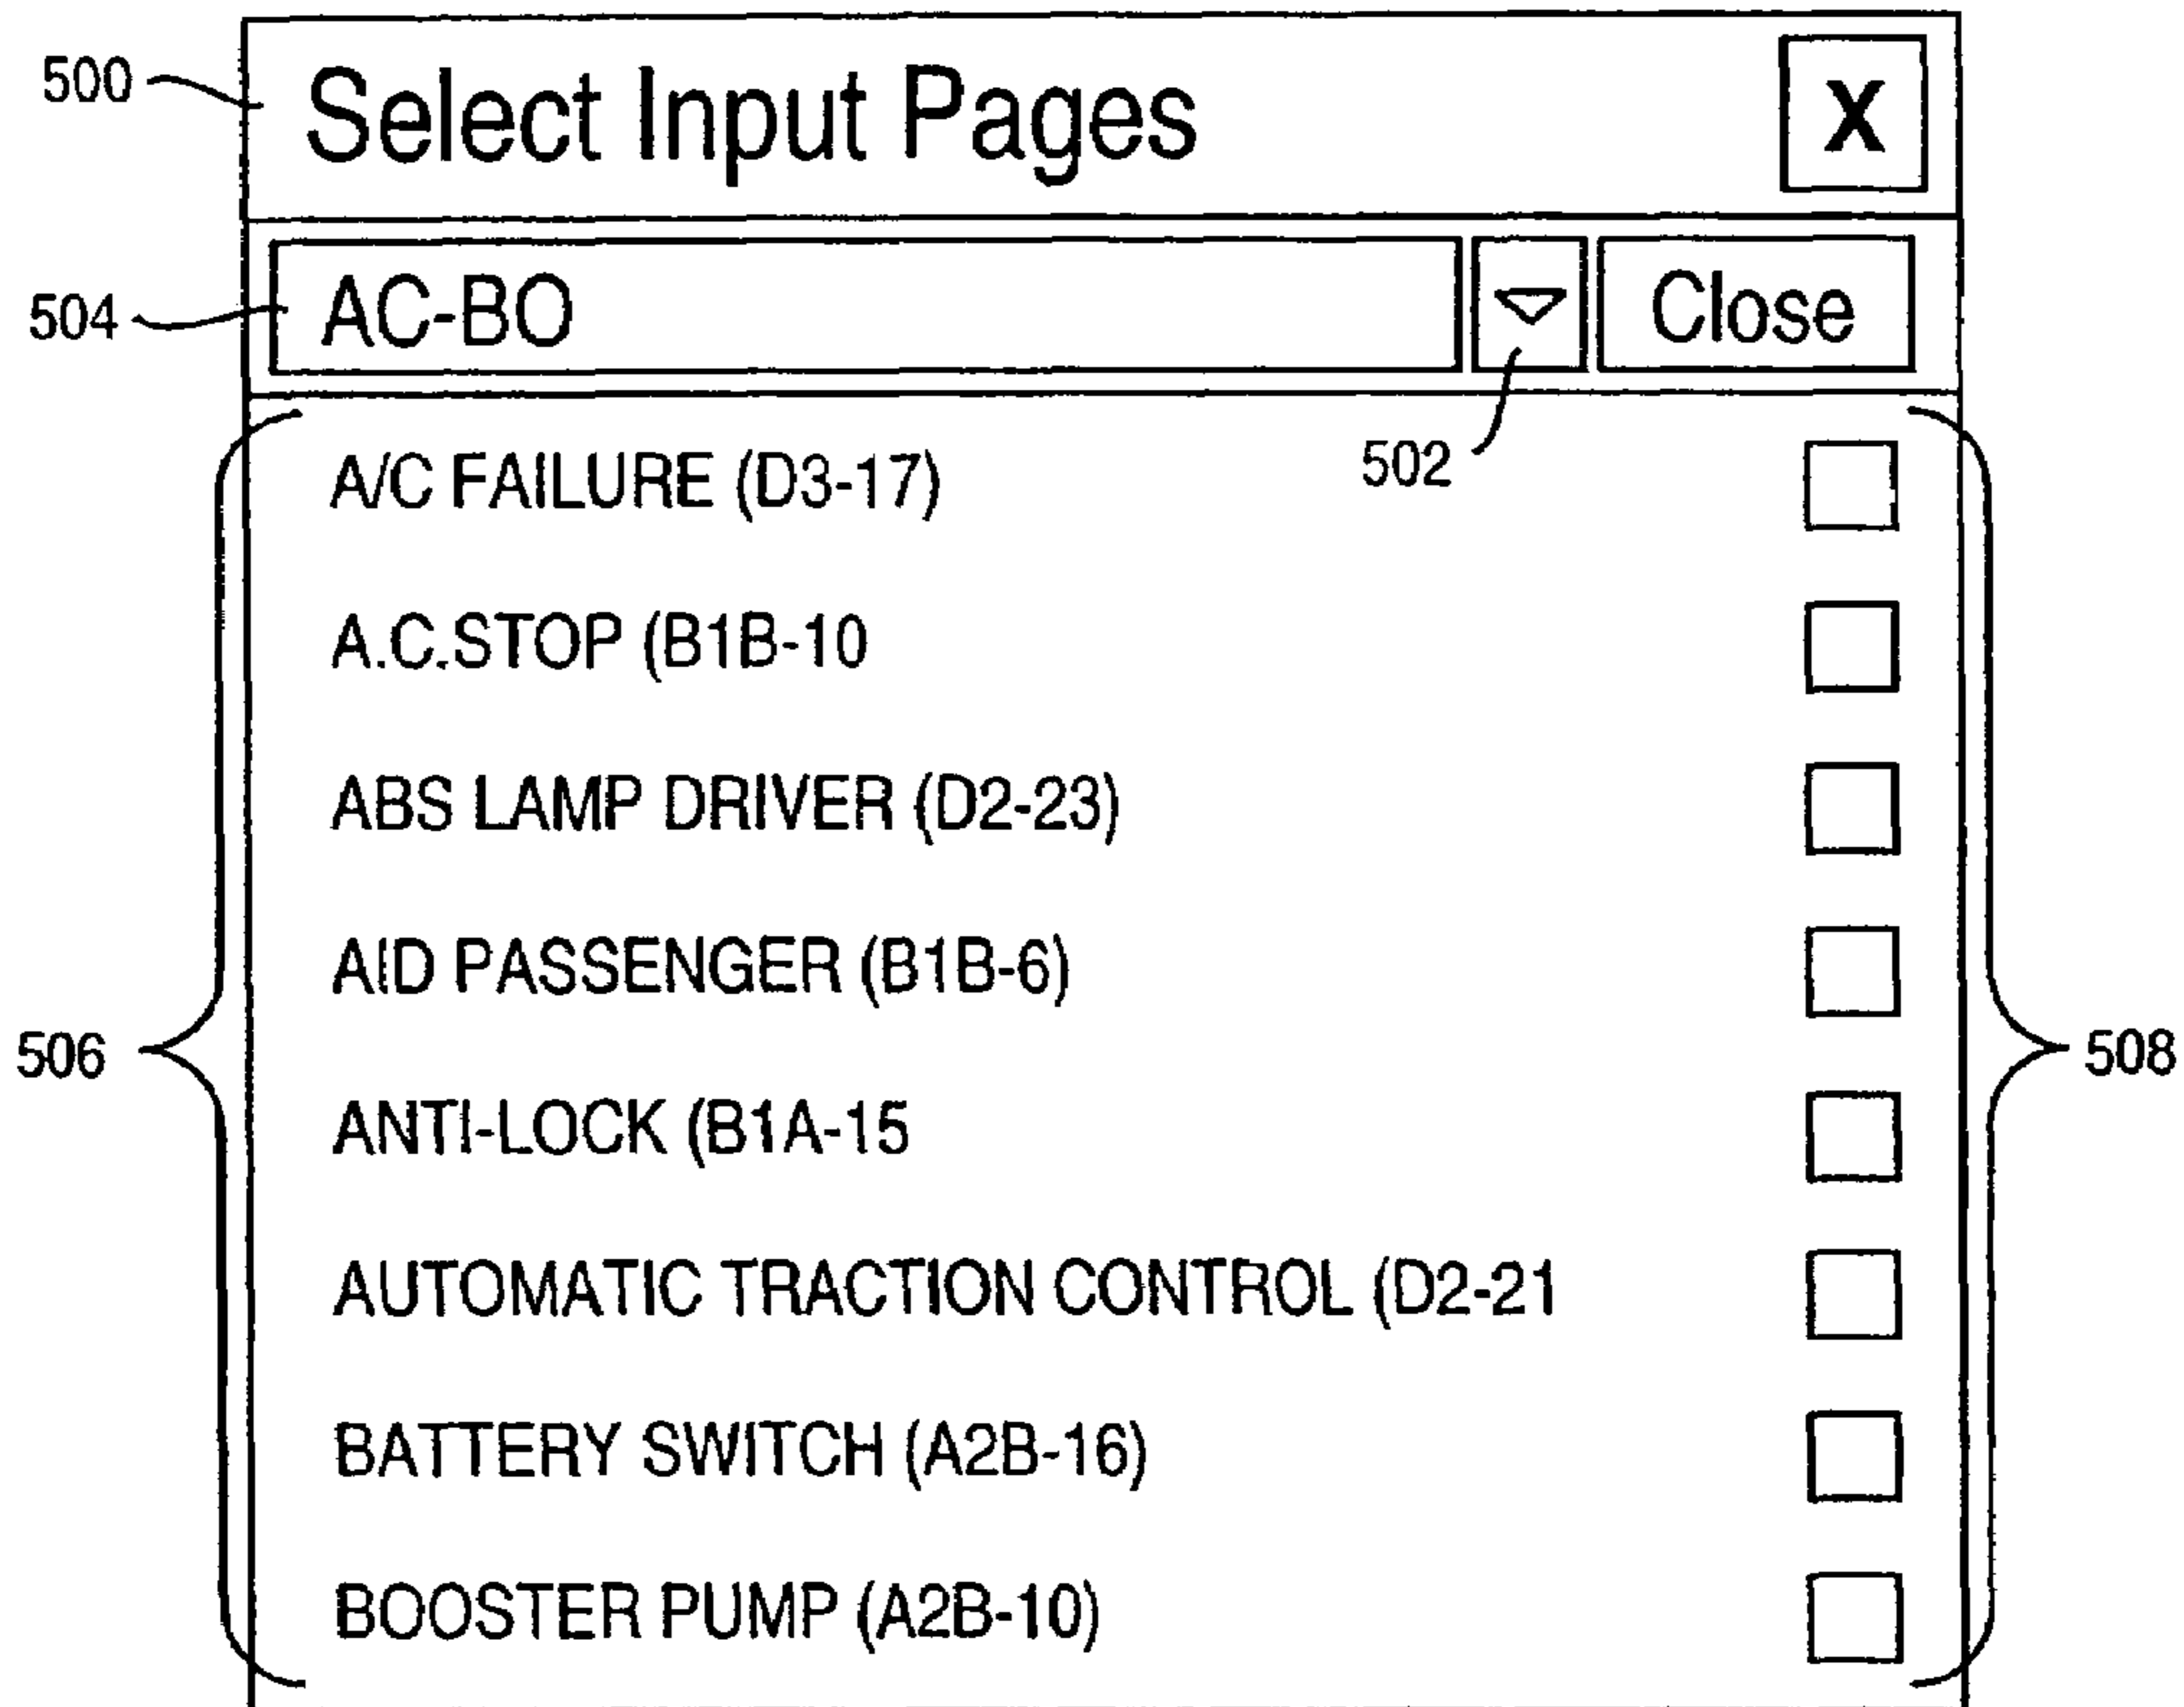 500 Select Input Pages X
504 AC-BO Close
502
A/C FAILURE (D3-17)
A.C.STOP (B1B-10
ABS LAMP DRIVER (D2-23)
AID PASSENGER (B1B-6)
506 508
ANTI-LOCK (B1A-15
AUTOMATIC TRACTION CONTROL (D2-21
BATTERY SWITCH (A2B-16)
BOOSTER PUMP (A2B-10)